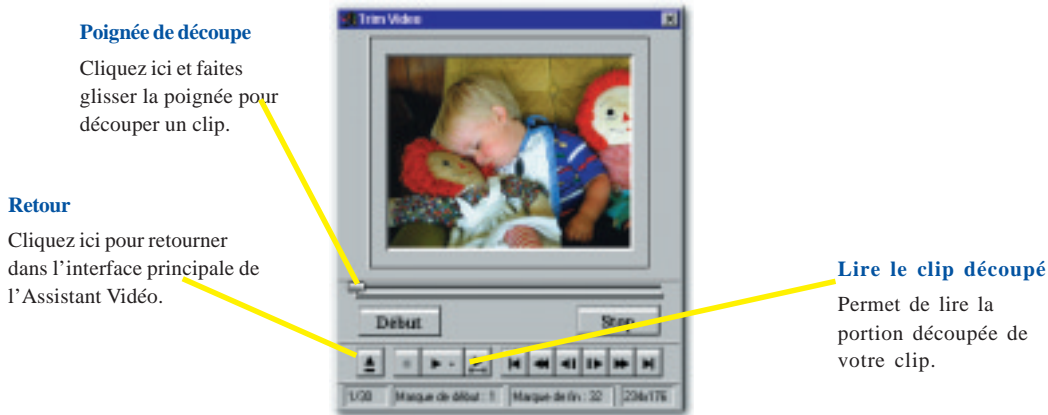 Trim Video
Poignée de découpe
Cliquez ici et faites
glisser la poignée pour
découper un clip.
Retour
Cliquez ici pour retourner
dans l'interface principale de
l'Assistant Vidéo.
Lire le clip découpé
Permet de lire la
portion découpée de
votre clip.
Début
Stop
1/30 Marque de début : 1 Marque de fin : 32 234x176